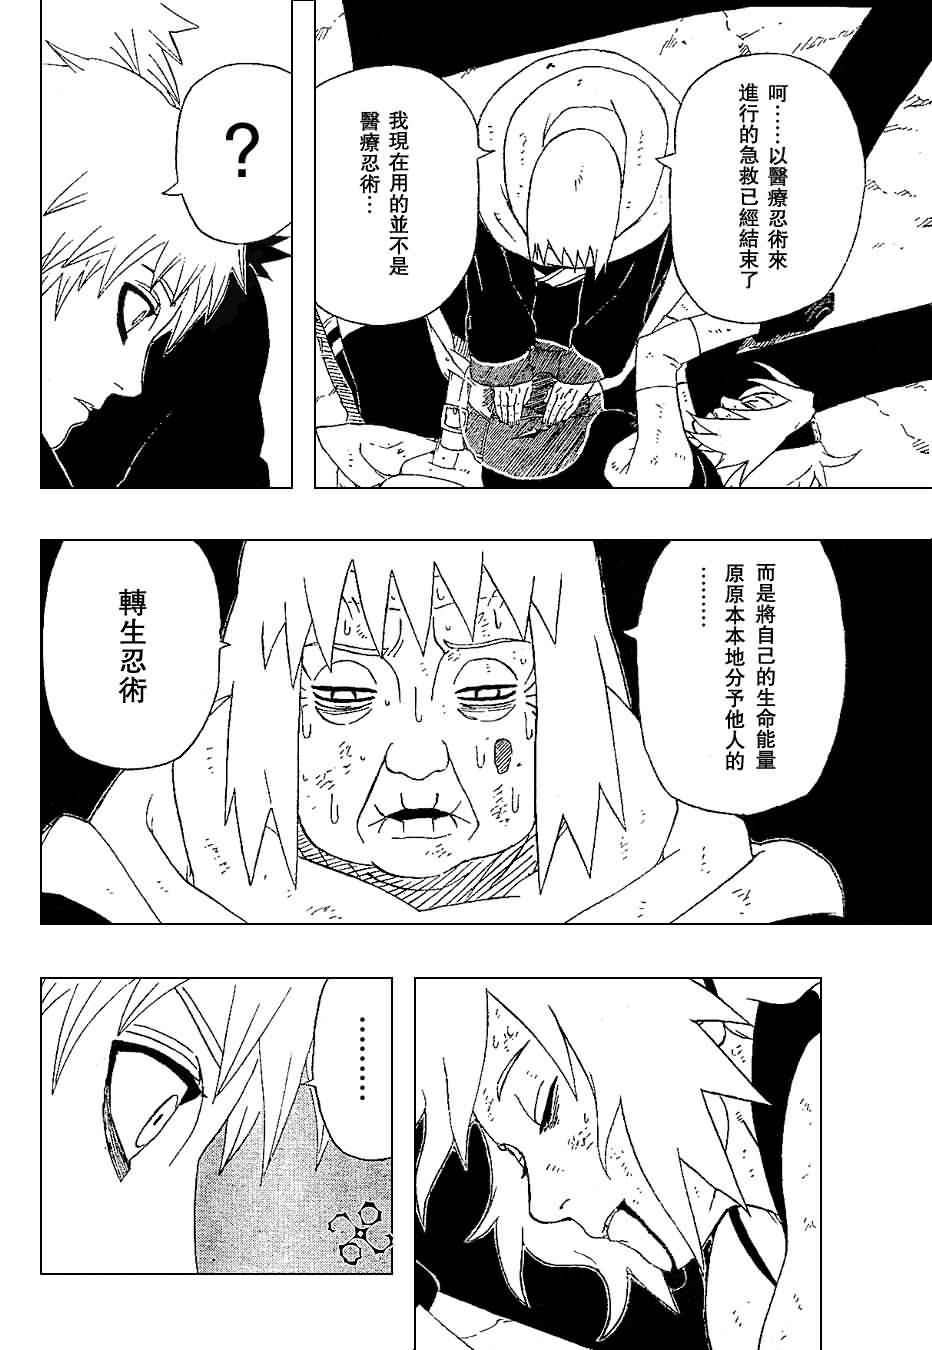 呵……以醫療忍術來
進行的急救已經結束了
我現在用的並不是
醫療忍術…
？
而是將自己的生命能量
原原本本地分予他人的
………
轉生忍術
………